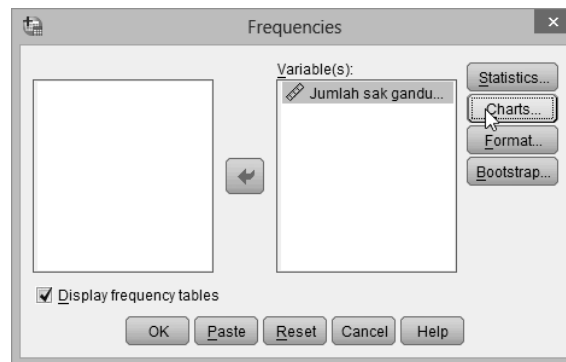 Frequencies
Variable(s):
Jumlah sak gandu...
Statistics...
Charts...
Format...
Bootstrap...
Display frequency tables
OK Paste Reset Cancel Help